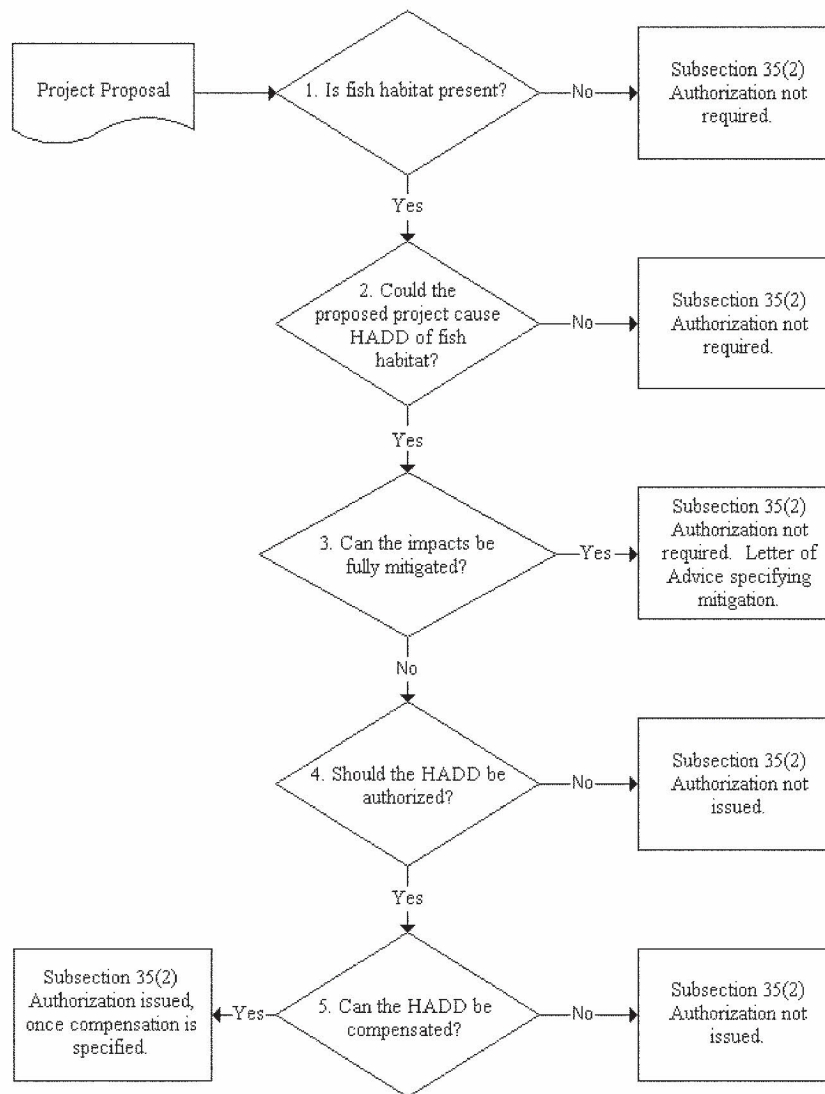 Project Proposal
1. Is fish habitat present?
No
Subsection 35(2)
Authorization not
required.
Yes
2. Could the
proposed project cause
HADD of fish
habitat?
No
Subsection 35(2)
Authorization not
required.
Yes
3. Can the impacts be
fully mitigated?
Yes
Subsection 35(2)
Authorization not
required. Letter of
Advice specifying
mitigation.
No
4. Should the HADD be
authorized?
No
Subsection 35(2)
Authorization not
issued.
Yes
5. Can the HADD be
compensated?
Yes
Subsection 35(2)
Authorization issued,
once compensation is
specified.
No
Subsection 35(2)
Authorization not
issued.